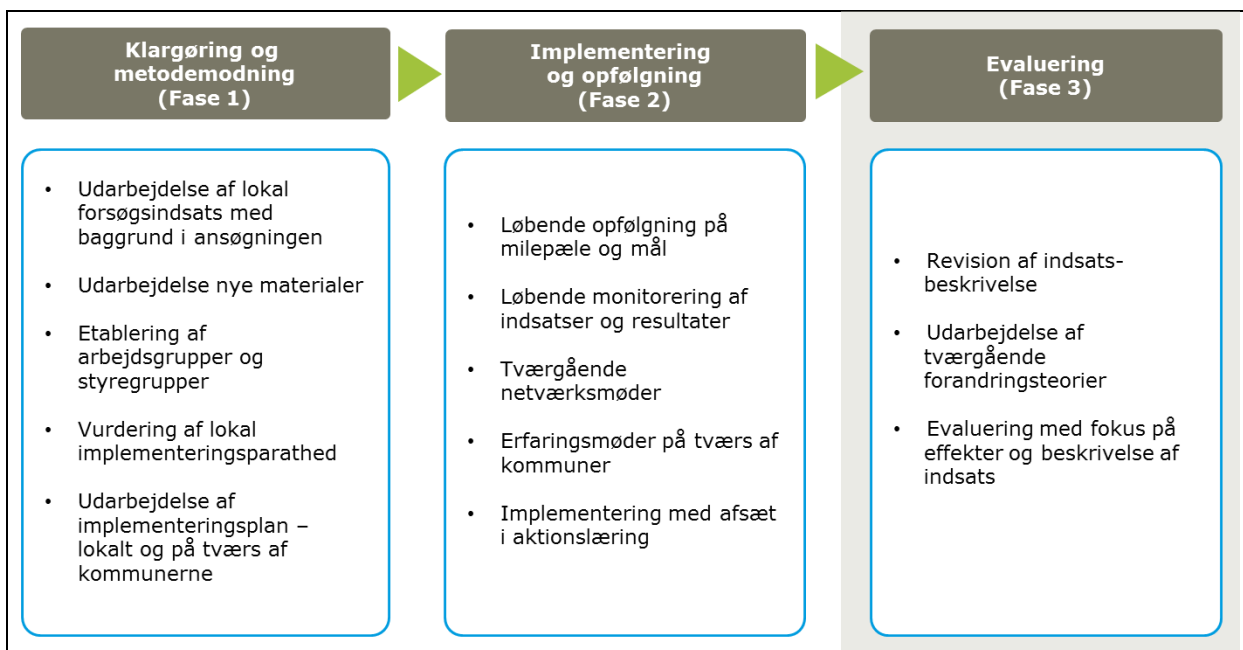 Klargøring og
metodemodning
(Fase 1)
• Udarbejdelse af lokal
forsøgsindsats med
baggrund i ansøgningen
• Udarbejdelse nye materialer
• Etablering af
arbejdsgrupper og
styregrupper
• Vurdering af lokal
implementeringsparathed
• Udarbejdelse af
implementeringsplan –
lokalt og på tværs af
kommunerne
Implementering
og opfølgning
(Fase 2)
• Løbende opfølgning på
milepæle og mål
• Løbende monitorering af
indsatser og resultater
• Tværgående
netværksmøder
• Erfaringsmøder på tværs af
kommuner
• Implementering med afsæt
i aktionslæring
Evaluering
(Fase 3)
• Revision af indsats-
beskrivelse
• Udarbejdelse af
tværgående
forandringsteorier
• Evaluering med fokus på
effekter og beskrivelse af
indsats